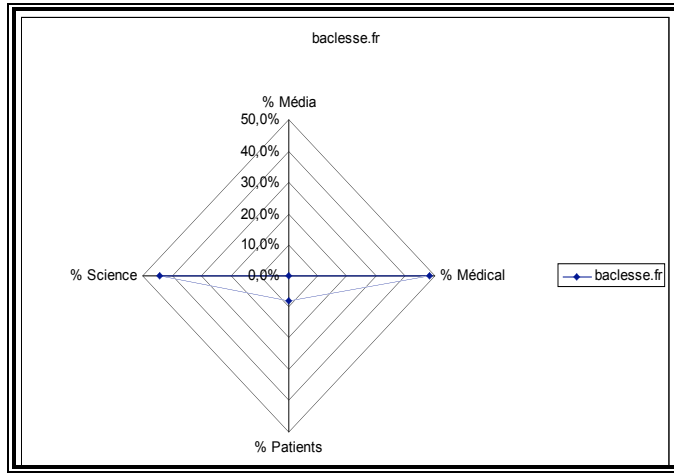 baclesse.fr
% Média
50,0%
40,0%
30,0%
20,0%
10,0%
% Science
0,0%
% Médical
baclesse.fr
% Patients